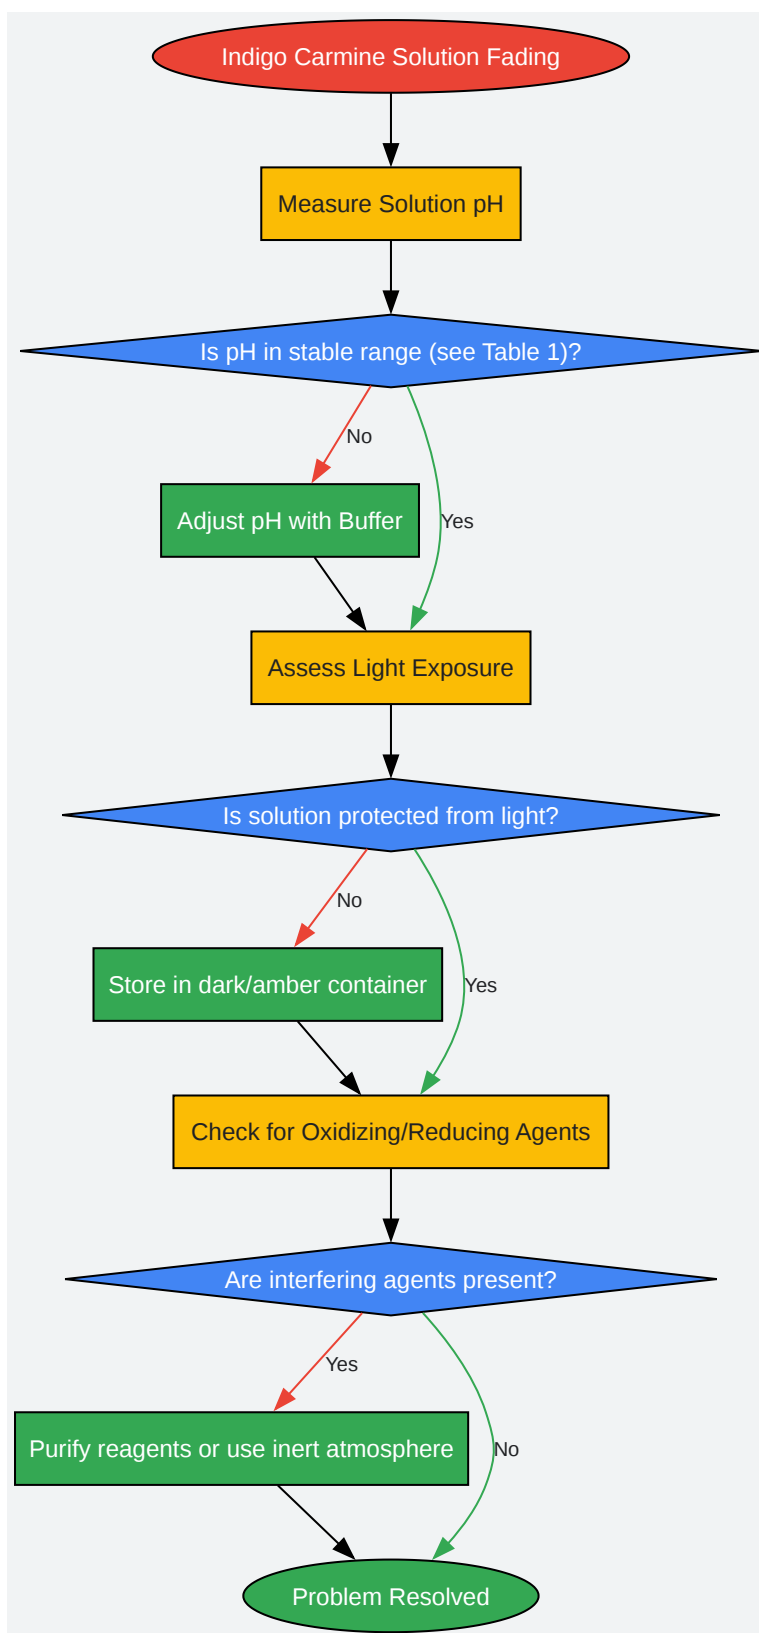 Indigo Carmine Solution Fading
Measure Solution pH
Is pH in stable range (see Table 1)?
No
Adjust pH with Buffer
Yes
Assess Light Exposure
Is solution protected from light?
No
Store in dark/amber container
Yes
Check for Oxidizing/Reducing Agents
Are interfering agents present?
Yes
Purify reagents or use inert atmosphere
No
Problem Resolved